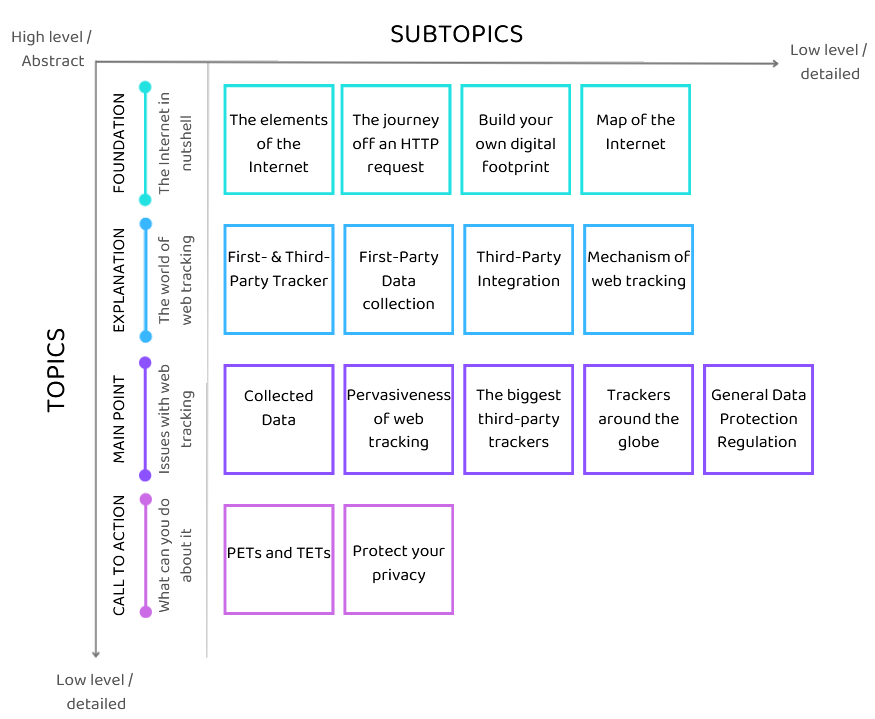 SUBTOPICS
High level /
Abstract
Low level /
detailed
TOPICS
FOUNDATION
The Internet in
nutshell
The elements
of the
Internet
The journey
off an HTTP
request
Build your
own digital
footprint
Map of the
Internet
EXPLANATION
The world of
web tracking
First- & Third-
Party Tracker
First-Party
Data
collection
Third-Party
Integration
Mechanism of
web tracking
MAIN POINT
Issues with web
tracking
Collected
Data
Pervasiveness
of web
tracking
The biggest
third-party
trackers
Trackers
around the
globe
General Data
Protection
Regulation
CALL TO ACTION
What can you do
about it
PETs and TETs
Protect your
privacy
Low level /
detailed